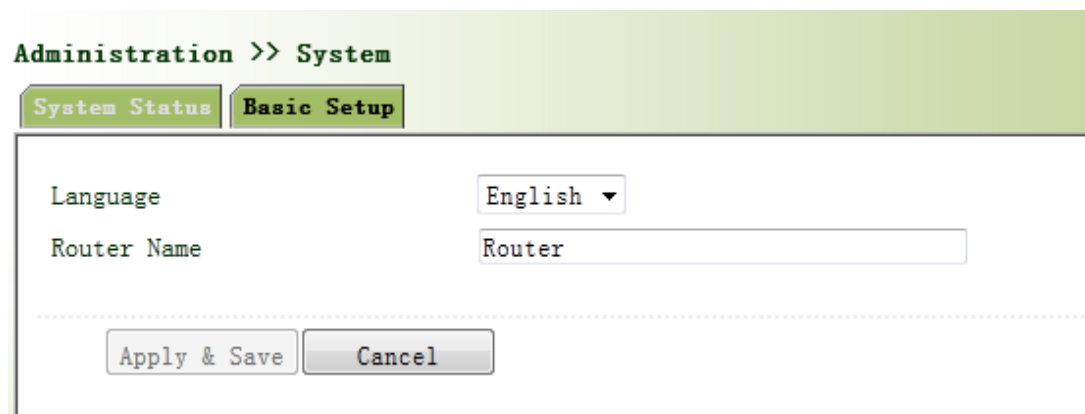 Administration >> System
System Status Basic Setup
Language English
Router Name Router
Apply & Save Cancel